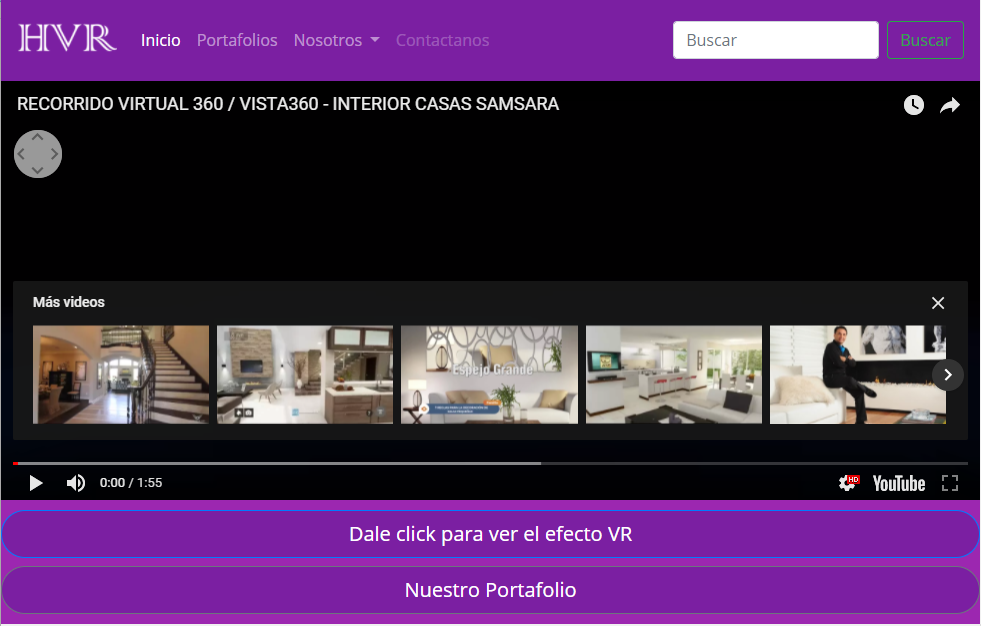 HVR Inicio Portafolios Nosotros Contactanos Buscar Buscar
RECORRIDO VIRTUAL 360 / VISTA360 - INTERIOR CASAS SAMSARA
Más videos
Espejo Grande
0:00 / 1:55 HD YouTube
Dale click para ver el efecto VR
Nuestro Portafolio